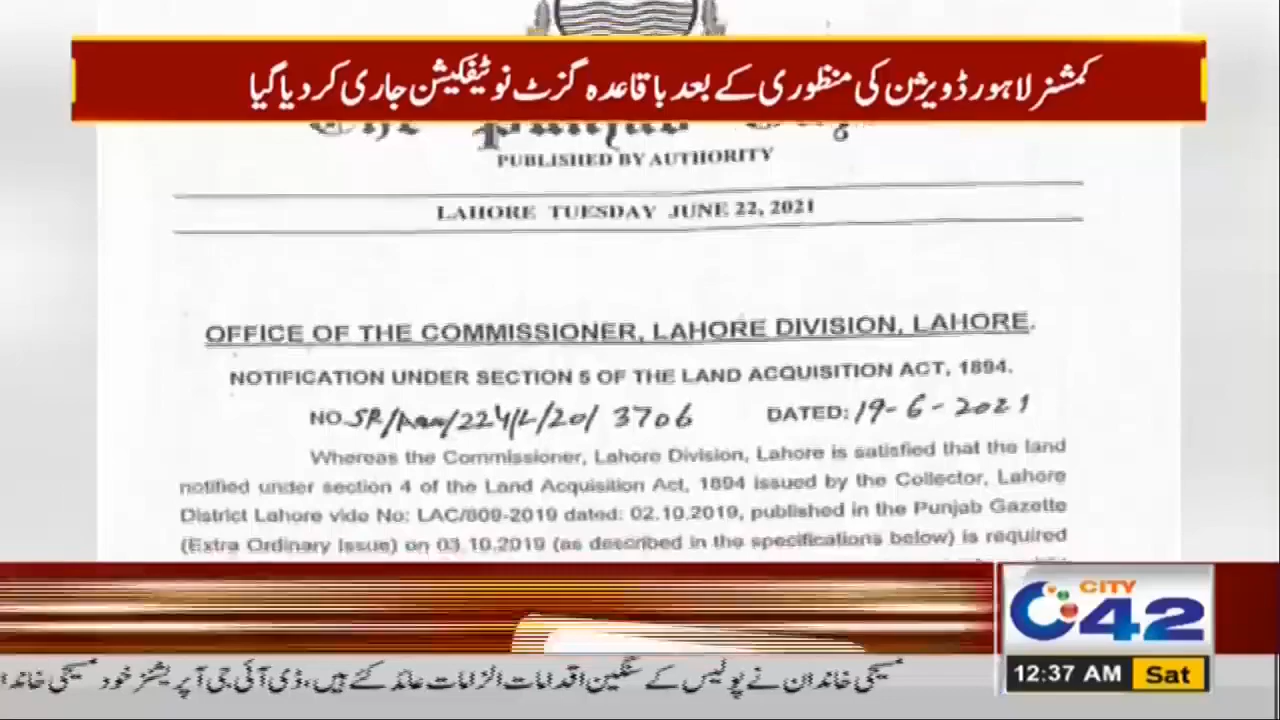 کمشنر لاہور ڈویژن کی منظوری کے بعد باقاعدہ گزٹ نوٹیفکیشن جاری کر دیا گیا
PUBLISHED BY AUTHORITY
LAHORE TUESDAY JUNE 22, 2021
OFFICE OF THE COMMISSIONER, LAHORE DIVISION, LAHORE.
NOTIFICATION UNDER SECTION 5 OF THE LAND ACQUISITION ACT, 1894.
NO. SR/ /224/L/20/ 3706 DATED: 19-6-2021
Whereas the Commissioner, Lahore Division, Lahore is satisfied that the land
notified under section 4 of the Land Acquisition Act, 1894 issued by the Collector, Lahore
District Lahore vide No: LAC/809-2019 dated: 02.10.2019, published in the Punjab Gazette
(Extra Ordinary Issue) on 03.10.2019 (as described in the specifications below) is required
CITY
42
12:37 AM Sat
مسیحی خاندان نے پولیس کے سنگین اقدامات الزامات عائد کئے ہیں، ڈی آئی جی آپریشنز خود مسیحی